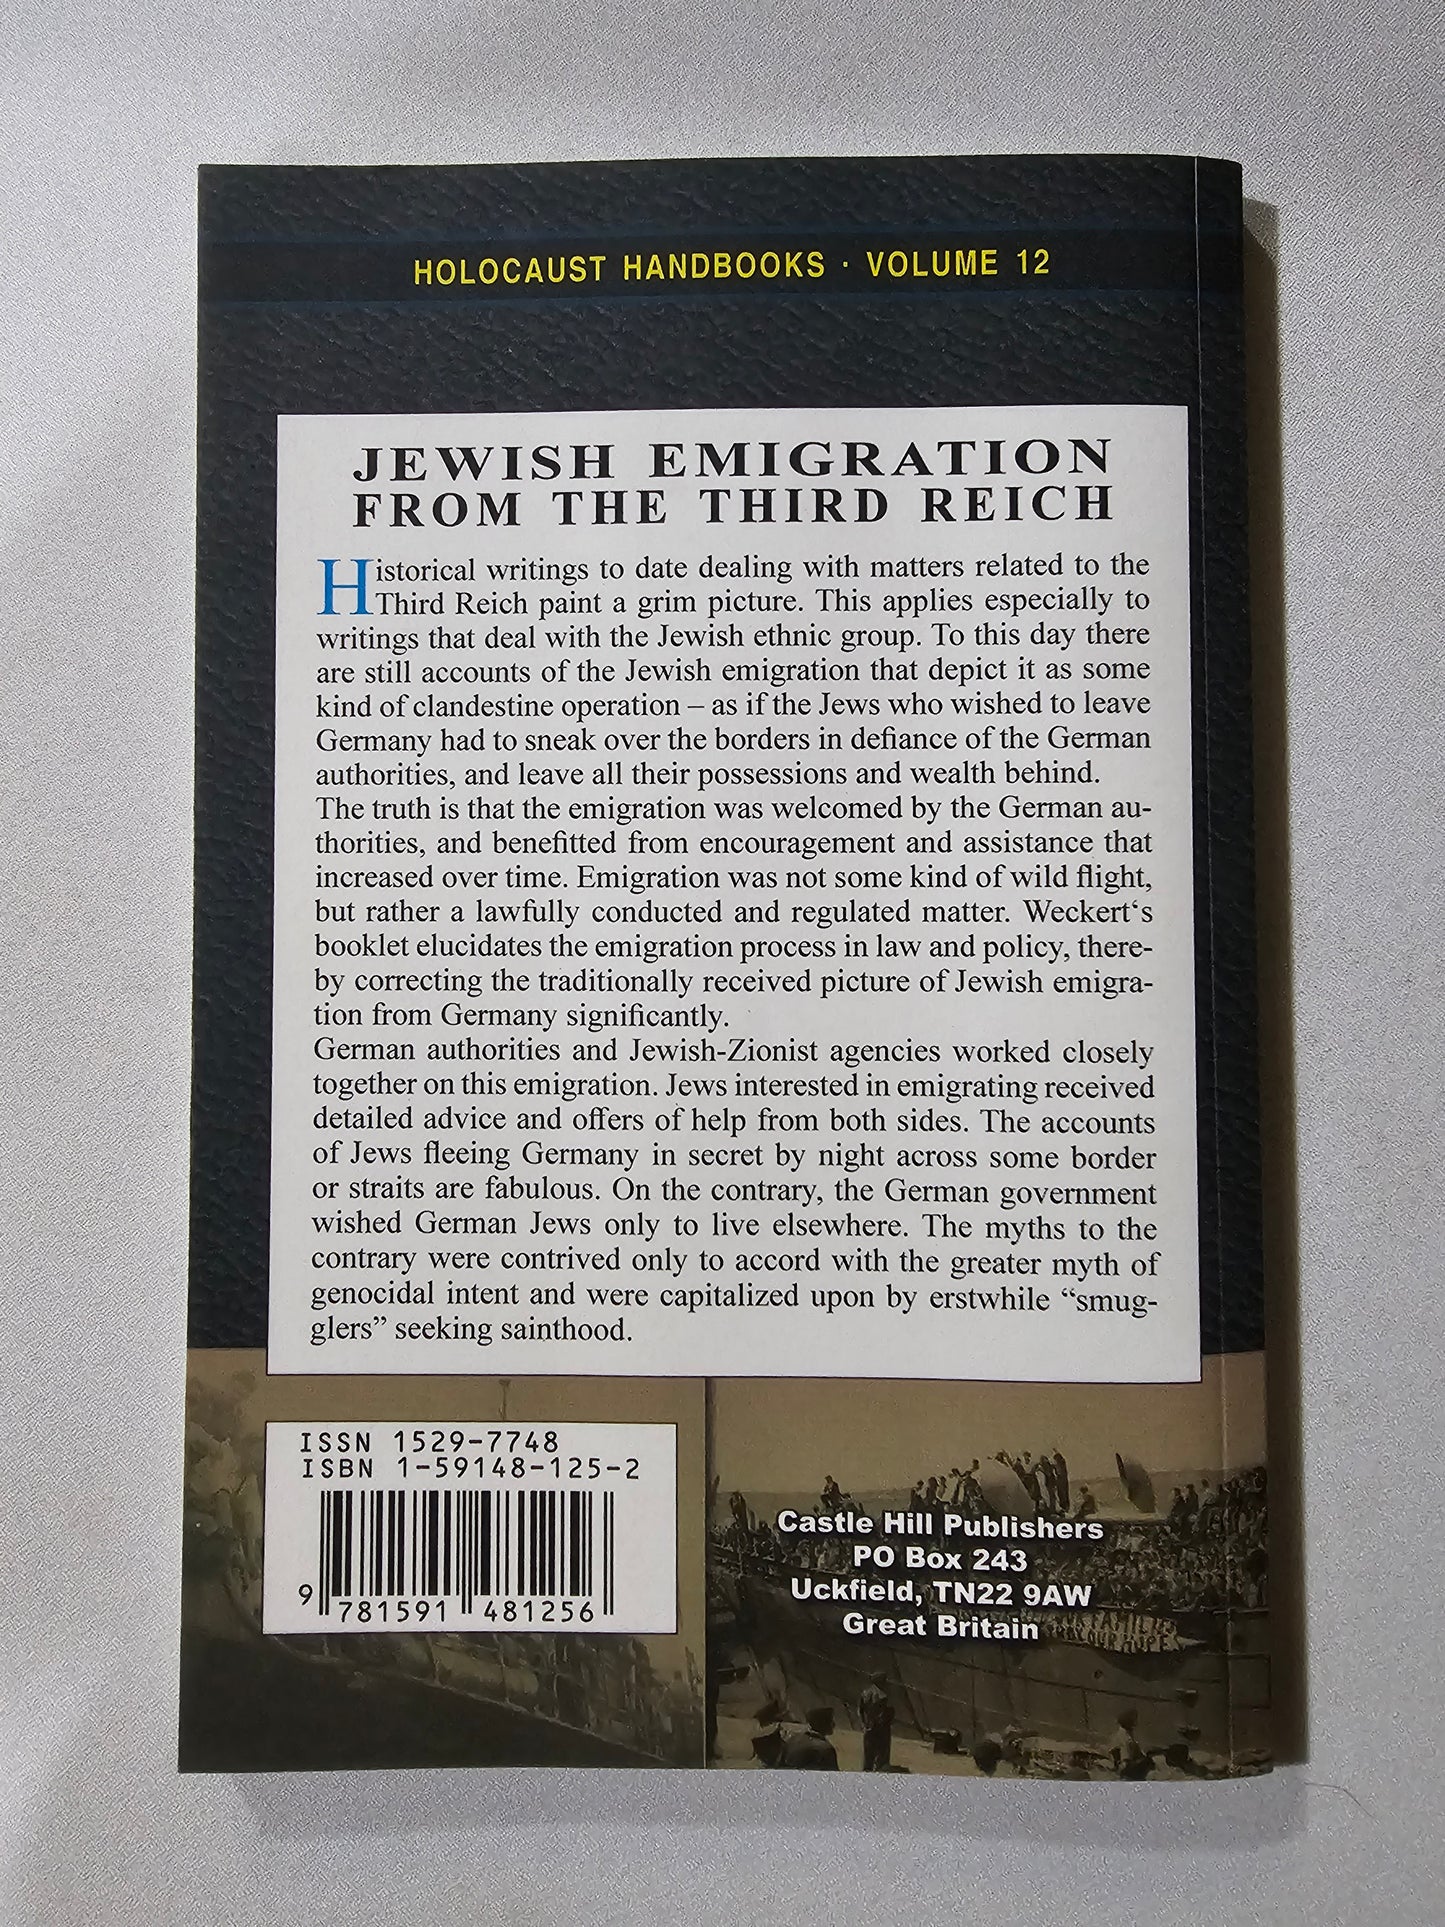 HOLOCAUST HANDBOOKS · VOLUME 12
JEWISH EMIGRATION
FROM THE THIRD REICH
Historical writings to date dealing with matters related to the
Third Reich paint a grim picture. This applies especially to
writings that deal with the Jewish ethnic group. To this day there
are still accounts of the Jewish emigration that depict it as some
kind of clandestine operation – as if the Jews who wished to leave
Germany had to sneak over the borders in defiance of the German
authorities, and leave all their possessions and wealth behind.
The truth is that the emigration was welcomed by the German au-
thorities, and benefitted from encouragement and assistance that
increased over time. Emigration was not some kind of wild flight,
but rather a lawfully conducted and regulated matter. Weckert‘s
booklet elucidates the emigration process in law and policy, there-
by correcting the traditionally received picture of Jewish emigra-
tion from Germany significantly.
German authorities and Jewish-Zionist agencies worked closely
together on this emigration. Jews interested in emigrating received
detailed advice and offers of help from both sides. The accounts
of Jews fleeing Germany in secret by night across some border
or straits are fabulous. On the contrary, the German government
wished German Jews only to live elsewhere. The myths to the
contrary were contrived only to accord with the greater myth of
genocidal intent and were capitalized upon by erstwhile “smug-
glers” seeking sainthood.
ISSN 1529-7748
ISBN 1-59148-125-2
9 781591 481256
Castle Hill Publishers
PO Box 243
Uckfield, TN22 9AW
Great Britain
OUR HOPE